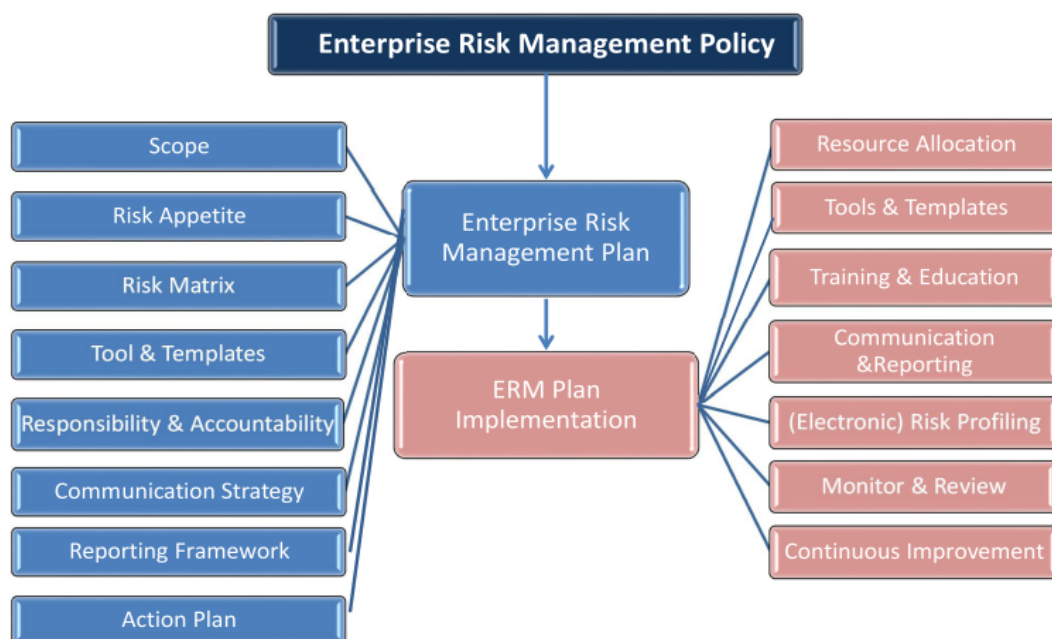 Enterprise Risk Management Policy
Scope
Risk Appetite
Risk Matrix
Tool & Templates
Responsibility & Accountability
Communication Strategy
Reporting Framework
Action Plan
Enterprise Risk
Management Plan
ERM Plan
Implementation
Resource Allocation
Tools & Templates
Training & Education
Communication
&Reporting
(Electronic) Risk Profiling
Monitor & Review
Continuous Improvement